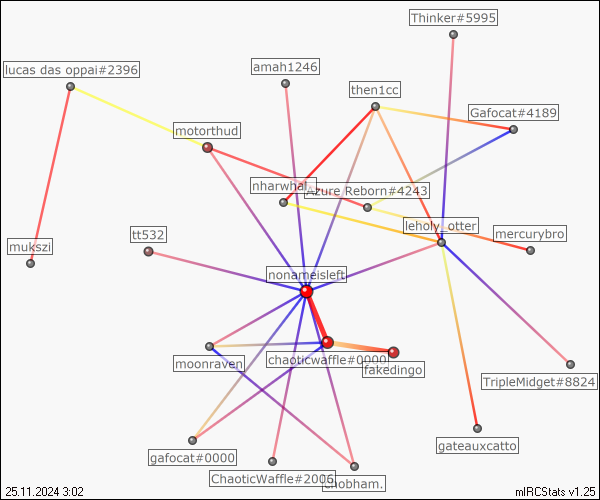 Thinker#5995
lucas das oppai#2396
amah1246
then1cc
Gafocat#4189
motorthud
Azure Reborn#4243
leholy_otter
tt532
mercurybro
mukszi
nonameisleft
chaoticwaffle#0000
moonraven
fakedingo
TripleMidget#8824
gateauxcatto
gafocat#0000
ChaoticWaffle#2006
25.11.2024 3:02
mIRCStats v1.25